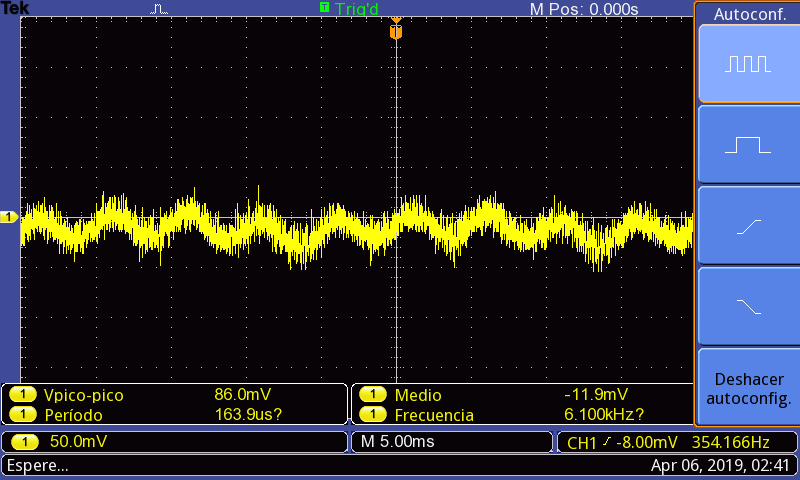 Tek T Trig'd M Pos: 0.000s Autoconf.
T
1
1 Vpico-pico 86.0mV 1 Medio -11.9mV
1 Período 163.9us? 1 Frecuencia 6.100kHz?
Deshacer
autoconfig.
1 50.0mV M 5.00ms CH1 -8.00mV 354.166Hz
Espere... Apr 06, 2019, 02:41